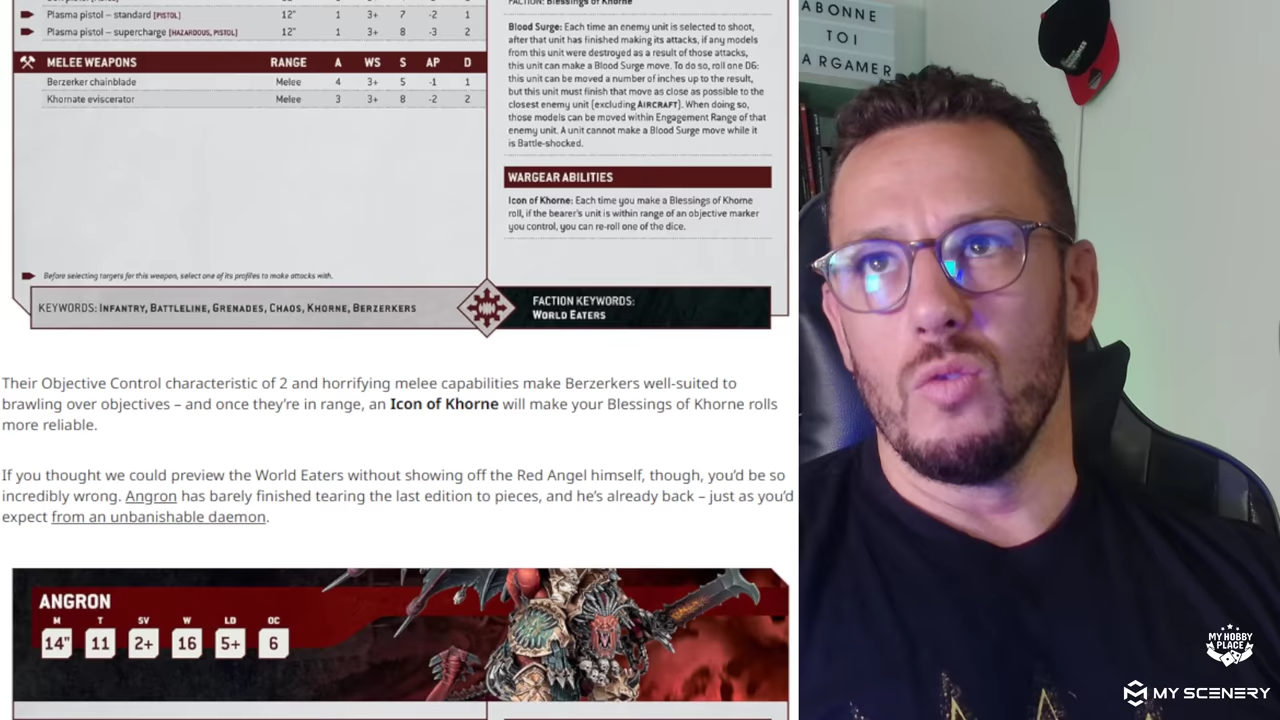 FACTION: Blessings of Khorne
Plasma pistol – standard [PISTOL] 12" 1 3+ 7 -2 1
Plasma pistol – supercharge [HAZARDOUS, PISTOL] 12" 1 3+ 8 -3 2
MELEE WEAPONS RANGE A WS S AP D
Berzerker chainblade Melee 4 3+ 5 -1 1
Khornate eviscerator Melee 3 3+ 8 -2 2
Blood Surge: Each time an enemy unit is selected to shoot,
after that unit has finished making its attacks, if any models
from this unit were destroyed as a result of those attacks,
this unit can make a Blood Surge move. To do so, roll one D6:
this unit can be moved a number of inches up to the result,
but this unit must finish that move as close as possible to the
closest enemy unit (excluding AIRCRAFT). When doing so,
those models can be moved within Engagement Range of that
enemy unit. A unit cannot make a Blood Surge move while it
is Battle-shocked.
WARGEAR ABILITIES
Icon of Khorne: Each time you make a Blessings of Khorne
roll, if the bearer's unit is within range of an objective marker
you control, you can re-roll one of the dice.
Before selecting targets for this weapon, select one of its profiles to make attacks with.
KEYWORDS: INFANTRY, BATTLELINE, GRENADES, CHAOS, KHORNE, BERZERKERS
FACTION KEYWORDS:
WORLD EATERS
Their Objective Control characteristic of 2 and horrifying melee capabilities make Berzerkers well-suited to
brawling over objectives – and once they're in range, an Icon of Khorne will make your Blessings of Khorne rolls
more reliable.
If you thought we could preview the World Eaters without showing off the Red Angel himself, though, you'd be so
incredibly wrong. Angron has barely finished tearing the last edition to pieces, and he's already back – just as you'd
expect from an unbanishable daemon.
ANGRON
M T SV W LD OC
14" 11 2+ 16 5+ 6
ABONNE
TOI
ARGAMER
MY HOBBY
PLACE
MY SCENERY